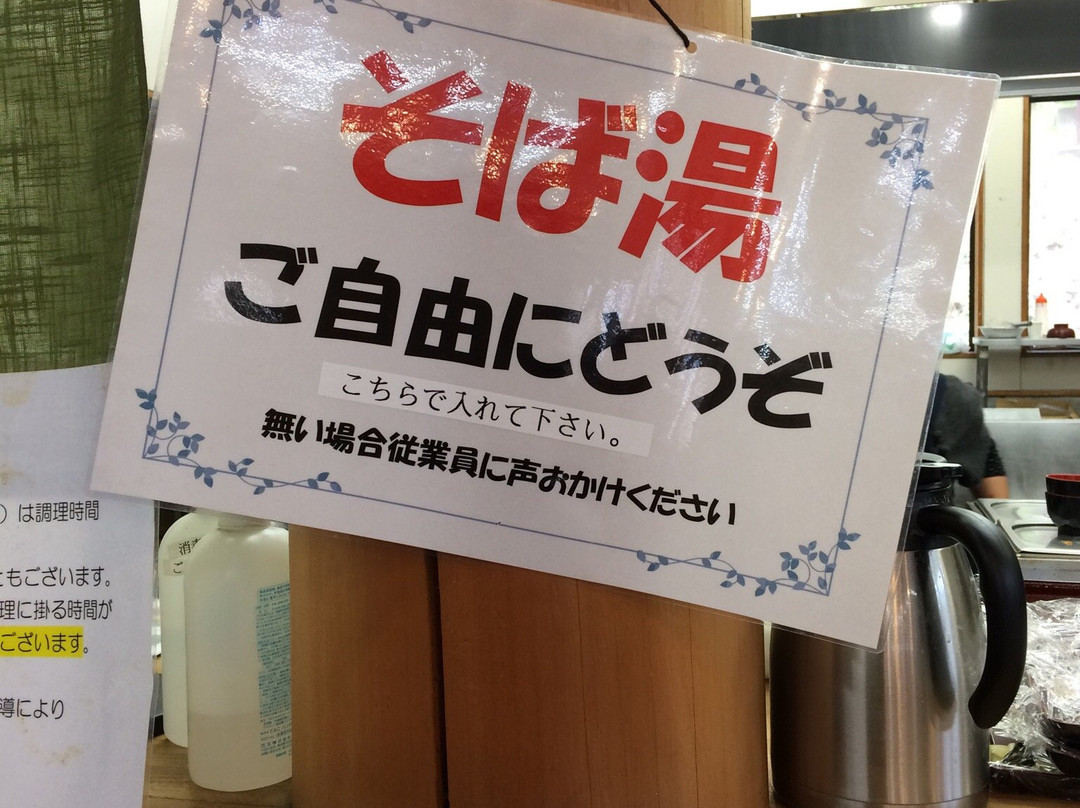 そば湯
ご自由にどうぞ
こちらで入れて下さい。
無い場合従業員に声おかけください
）は調理時間
ともございます。
理に掛る時間が
ございます。
導により
消
ご